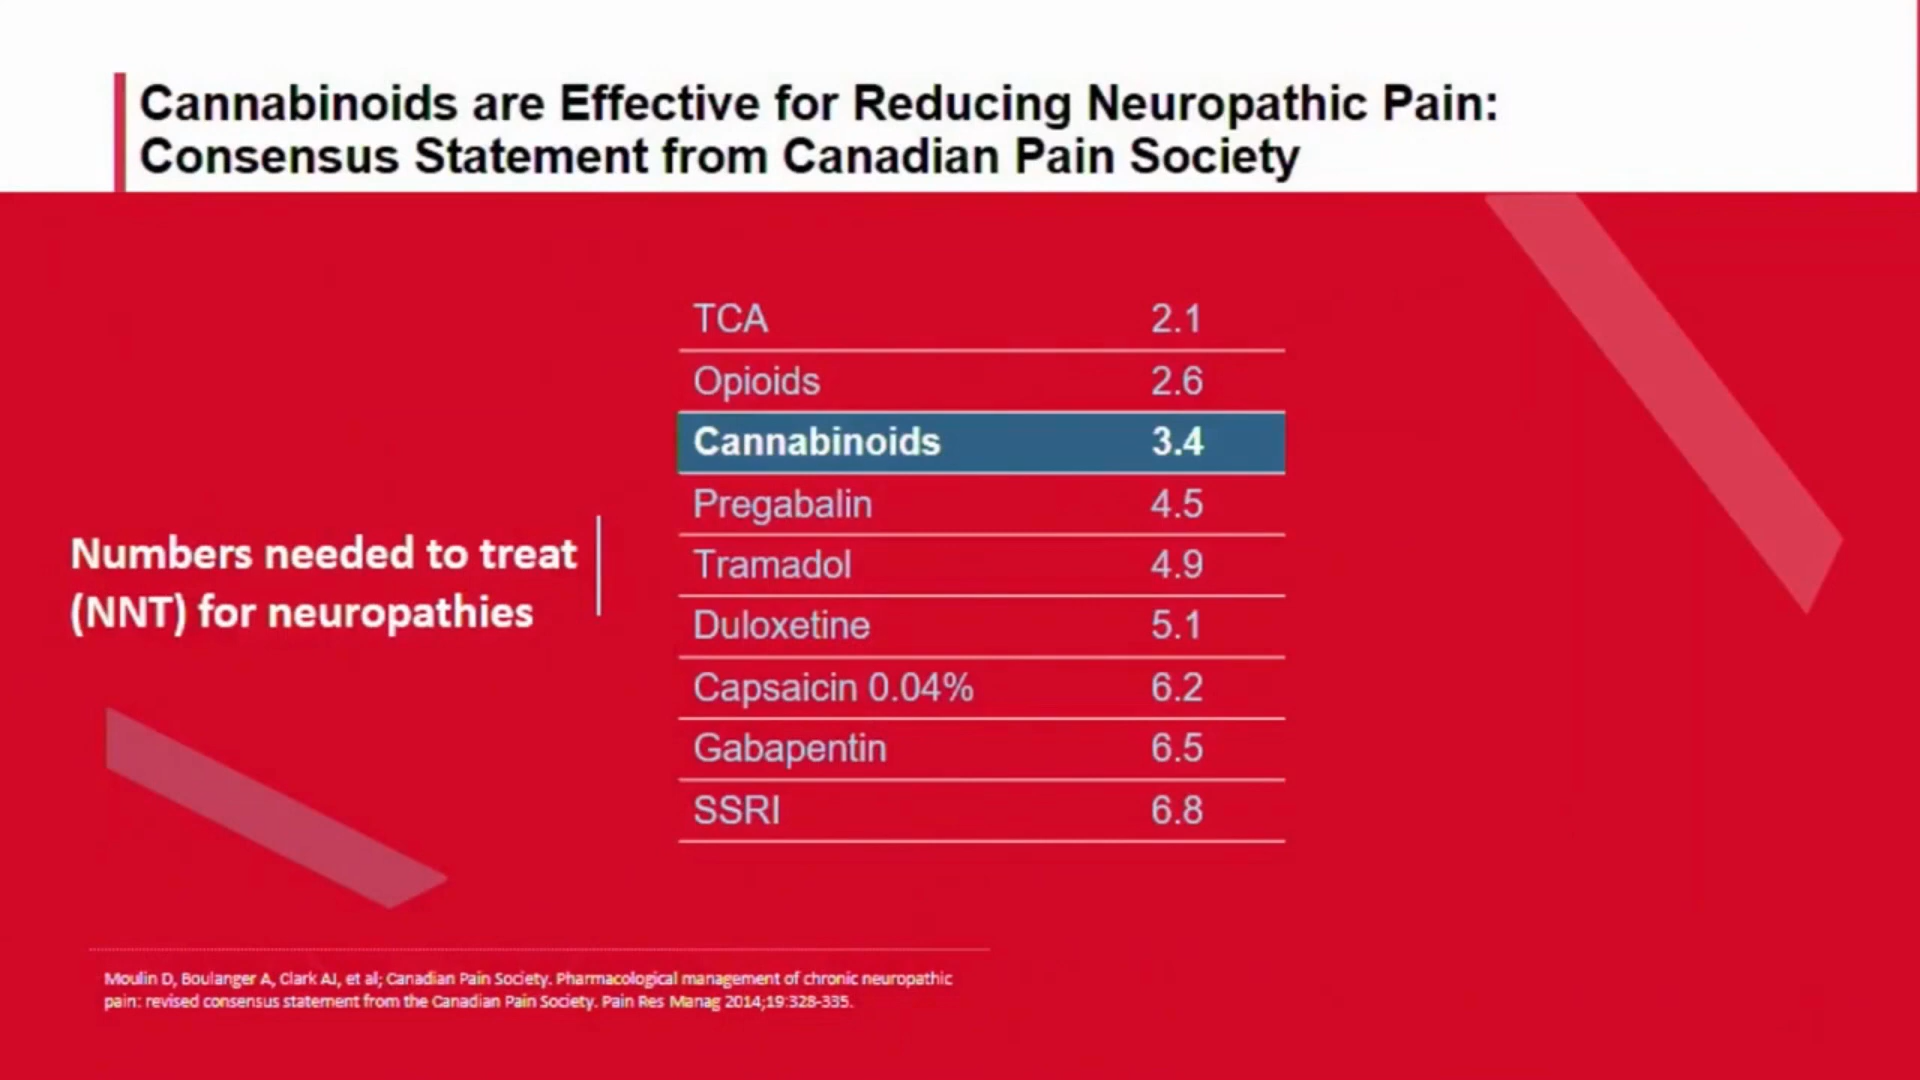 Cannabinoids are Effective for Reducing Neuropathic Pain:
Consensus Statement from Canadian Pain Society
Numbers needed to treat
(NNT) for neuropathies
TCA 2.1
Opioids 2.6
Cannabinoids 3.4
Pregabalin 4.5
Tramadol 4.9
Duloxetine 5.1
Capsaicin 0.04% 6.2
Gabapentin 6.5
SSRI 6.8
Moulin D, Boulanger A, Clark AJ, et al; Canadian Pain Society. Pharmacological management of chronic neuropathic
pain: revised consensus statement from the Canadian Pain Society. Pain Res Manag 2014;19:328-335.